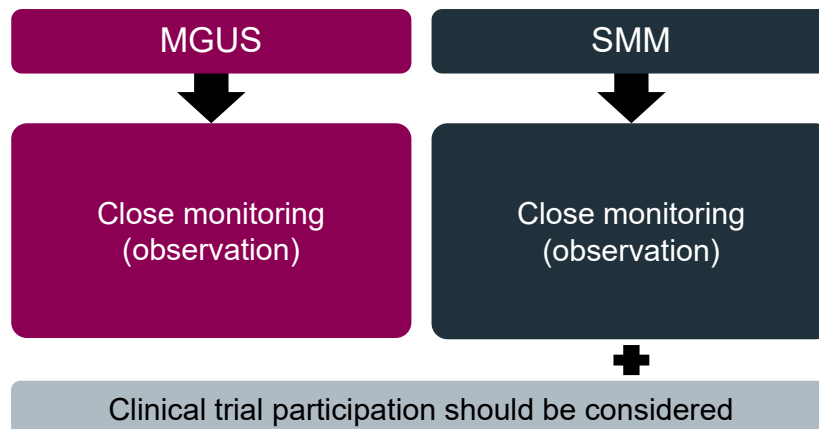 MGUS
SMM
Close monitoring
(observation)
Close monitoring
(observation)
Clinical trial participation should be considered